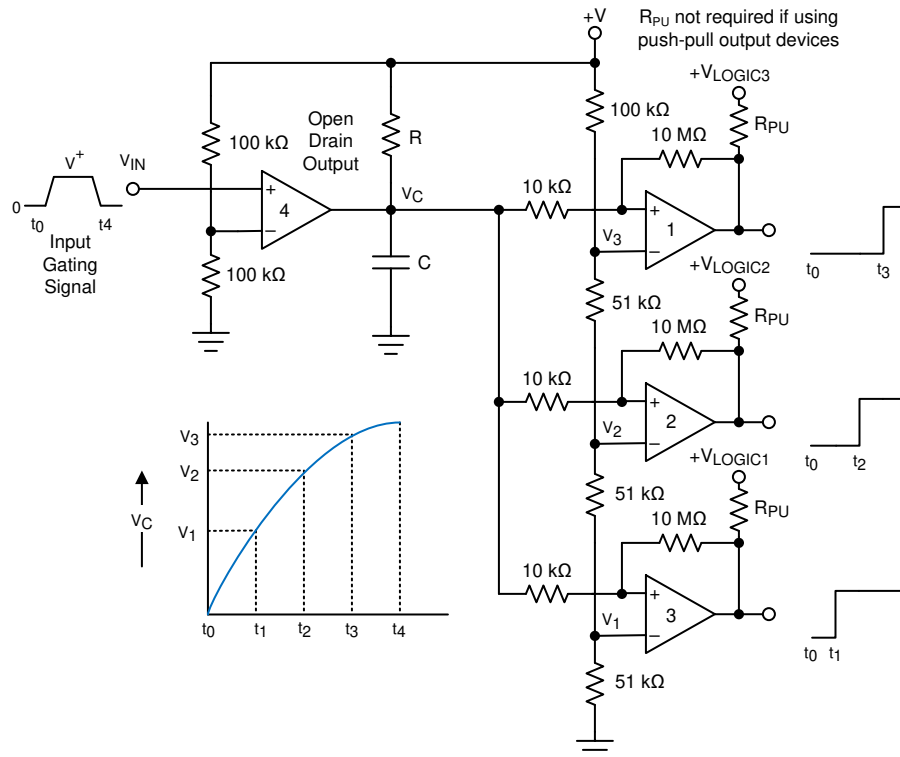 +V
RPU not required if using
push-pull output devices
+VLOGIC3
100 kΩ
RPU
10 MΩ
Open
Drain
Output
R
100 kΩ
V+
VIN
0
t0
t4
Input
Gating
Signal
+
4
−
VC
10 kΩ
+
1
−
V3
t0
t3
100 kΩ
C
+VLOGIC2
51 kΩ
RPU
10 MΩ
10 kΩ
+
2
−
V2
t0
t2
+VLOGIC1
51 kΩ
RPU
10 MΩ
10 kΩ
+
3
−
V1
t0
t1
51 kΩ
V3
V2
VC
V1
t0
t1
t2
t3
t4